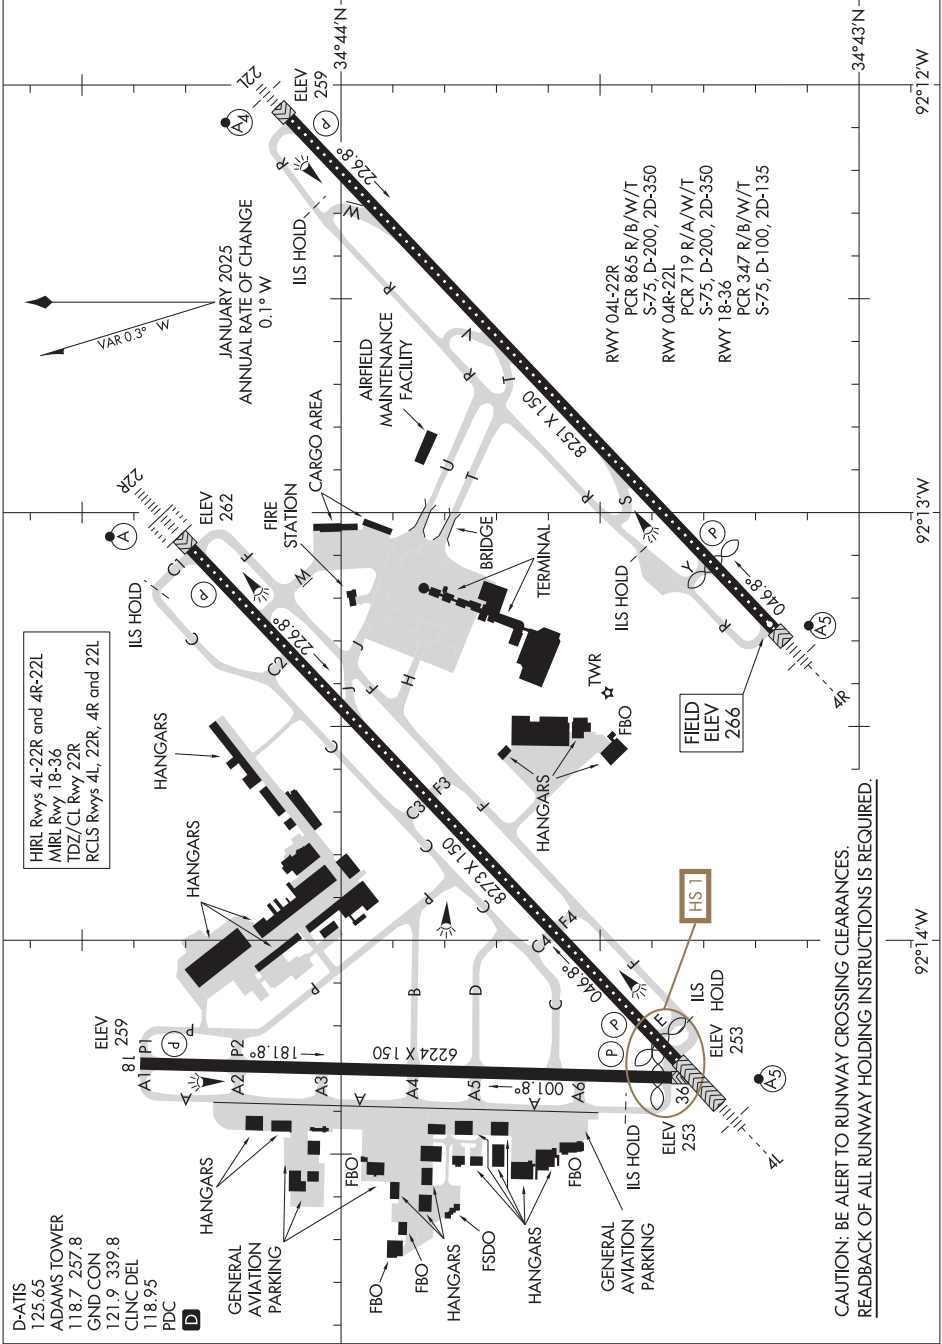 D-ATIS
125.65
ADAMS TOWER
118.7 257.8
GND CON
121.9 339.8
CLNC DEL
118.95
PDC
D
HIRL Rwys 4L-22R and 4R-22L
MIRL Rwy 18-36
TDZ/CL Rwy 22R
RCLS Rwys 4L, 22R, 4R and 22L
VAR 0.3° W
JANUARY 2025
ANNUAL RATE OF CHANGE
0.1° W
34°44'N
34°43'N
92°12'W
92°13'W
92°14'W
22L
A4
ELEV
259
P
R
ILS HOLD
226.8°
W
R
V
R
T
8251 X 150
R
S
P
Y
ILS HOLD
046.8°
R
A5
4R
FIELD
ELEV
266
RWY 04L-22R
PCR 865 R/B/W/T
S-75, D-200, 2D-350
RWY 04R-22L
PCR 719 R/A/W/T
S-75, D-200, 2D-350
RWY 18-36
PCR 347 R/B/W/T
S-75, D-100, 2D-135
22R
A
ELEV
262
C1
P
ILS HOLD
F
C
M
226.8°
C2
J
J
F
H
C
FIRE
STATION
CARGO AREA
AIRFIELD
MAINTENANCE
FACILITY
U
T
BRIDGE
TERMINAL
TWR
FBO
HANGARS
HANGARS
HANGARS
F3
C3
F
C
8273 X 150
P
C
F4
C4
046.8°
F
HS 1
B
D
C
P
P
P
E
ILS
HOLD
ELEV
253
A5
4L
ELEV
259
P1
18
A1
P
P
P2
A2
181.8°
A
6224 X 150
A3
A
A4
A5
001.8°
A
A6
36
ELEV
253
ILS HOLD
HANGARS
GENERAL
AVIATION
PARKING
FBO
FBO
FBO
HANGARS
FSDO
HANGARS
FBO
GENERAL
AVIATION
PARKING
CAUTION: BE ALERT TO RUNWAY CROSSING CLEARANCES.
READBACK OF ALL RUNWAY HOLDING INSTRUCTIONS IS REQUIRED.